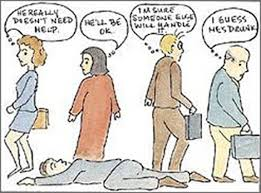 HE REALLY
DOESN'T NEED
HELP.
HE'LL BE
OK.
I'M SURE
SOMEONE ELSE
WILL HANDLE
IT.
I GUESS
HE'S DRUNK.